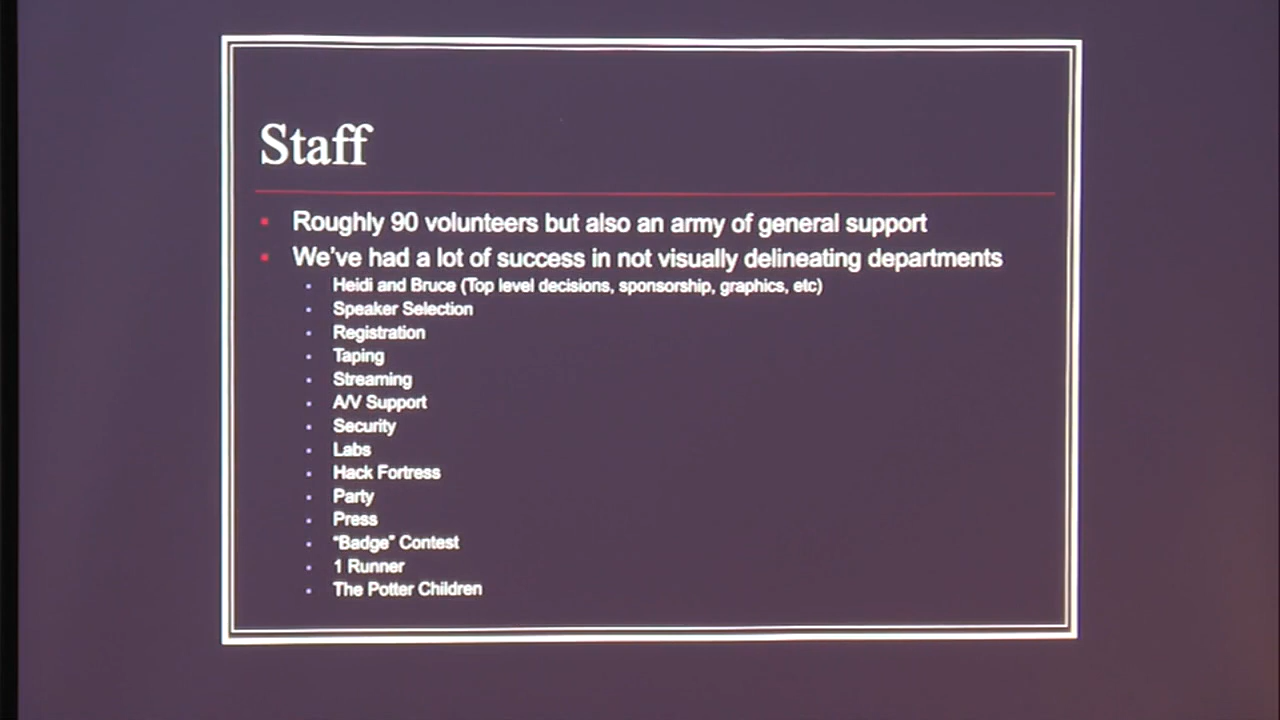 Staff
Roughly 90 volunteers but also an army of general support
We've had a lot of success in not visually delineating departments
Heidi and Bruce (Top level decisions, sponsorship, graphics, etc)
Speaker Selection
Registration
Taping
Streaming
A/V Support
Security
Labs
Hack Fortress
Party
Press
"Badge" Contest
1 Runner
The Potter Children